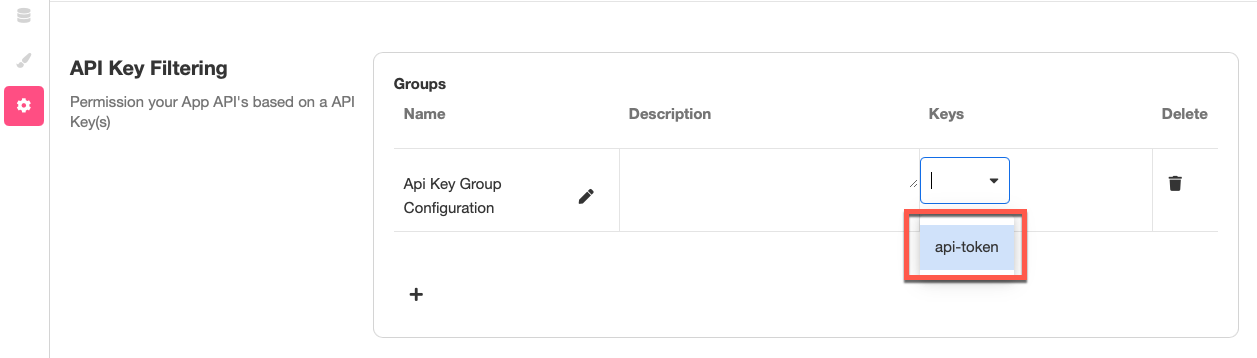 API Key Filtering
Permission your App API's based on a API
Key(s)
Groups
Name Description Keys Delete
Api Key Group
Configuration
api-token